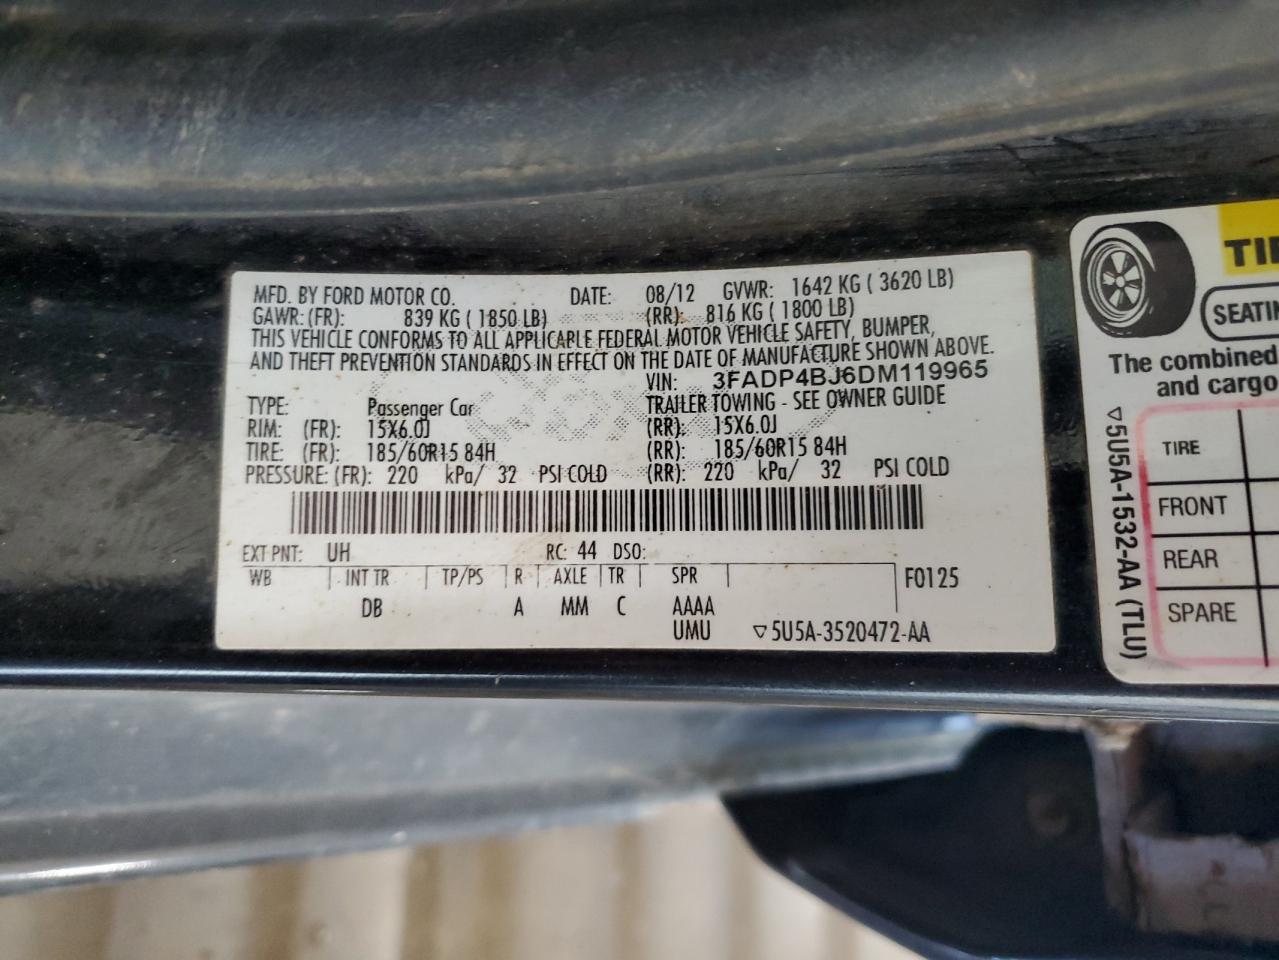 MFD. BY FORD MOTOR CO. DATE: 08/12 GVWR: 1642 KG ( 3620 LB)
GAWR: (FR): 839 KG ( 1850 LB) (RR): 816 KG ( 1800 LB)
THIS VEHICLE CONFORMS TO ALL APPLICABLE FEDERAL MOTOR VEHICLE SAFETY, BUMPER,
AND THEFT PREVENTION STANDARDS IN EFFECT ON THE DATE OF MANUFACTURE SHOWN ABOVE.
VIN: 3FADP4BJ6DM119965
TYPE: Passenger Car TRAILER TOWING - SEE OWNER GUIDE
RIM: (FR): 15X6.0J (RR): 15X6.0J
TIRE: (FR): 185/60R15 84H (RR): 185/60R15 84H
PRESSURE: (FR): 220 kPa/ 32 PSI COLD (RR): 220 kPa/ 32 PSI COLD
EXT PNT: UH RC: 44 DSO:
WB INT TR TP/PS R AXLE TR SPR F0125
DB A MM C AAAA
UMU ▽5U5A-3520472-AA
TI
SEATIN
The combined
and cargo
TIRE
FRONT
REAR
SPARE
▽5U5A-1532-AA (TLU)